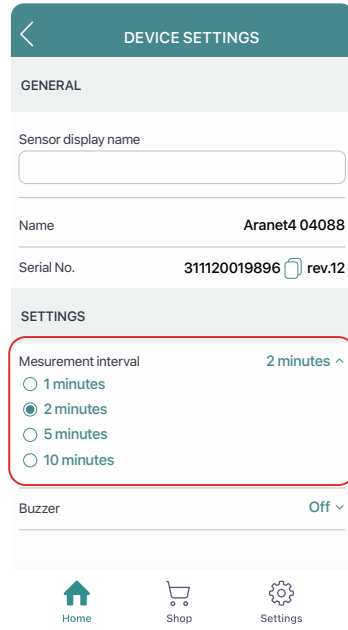 DEVICE SETTINGS
GENERAL
Sensor display name
Name Aranet4 04088
Serial No. 311120019896 rev.12
SETTINGS
Mesurement interval 2 minutes
1 minutes
2 minutes
5 minutes
10 minutes
Buzzer Off
Home Shop Settings